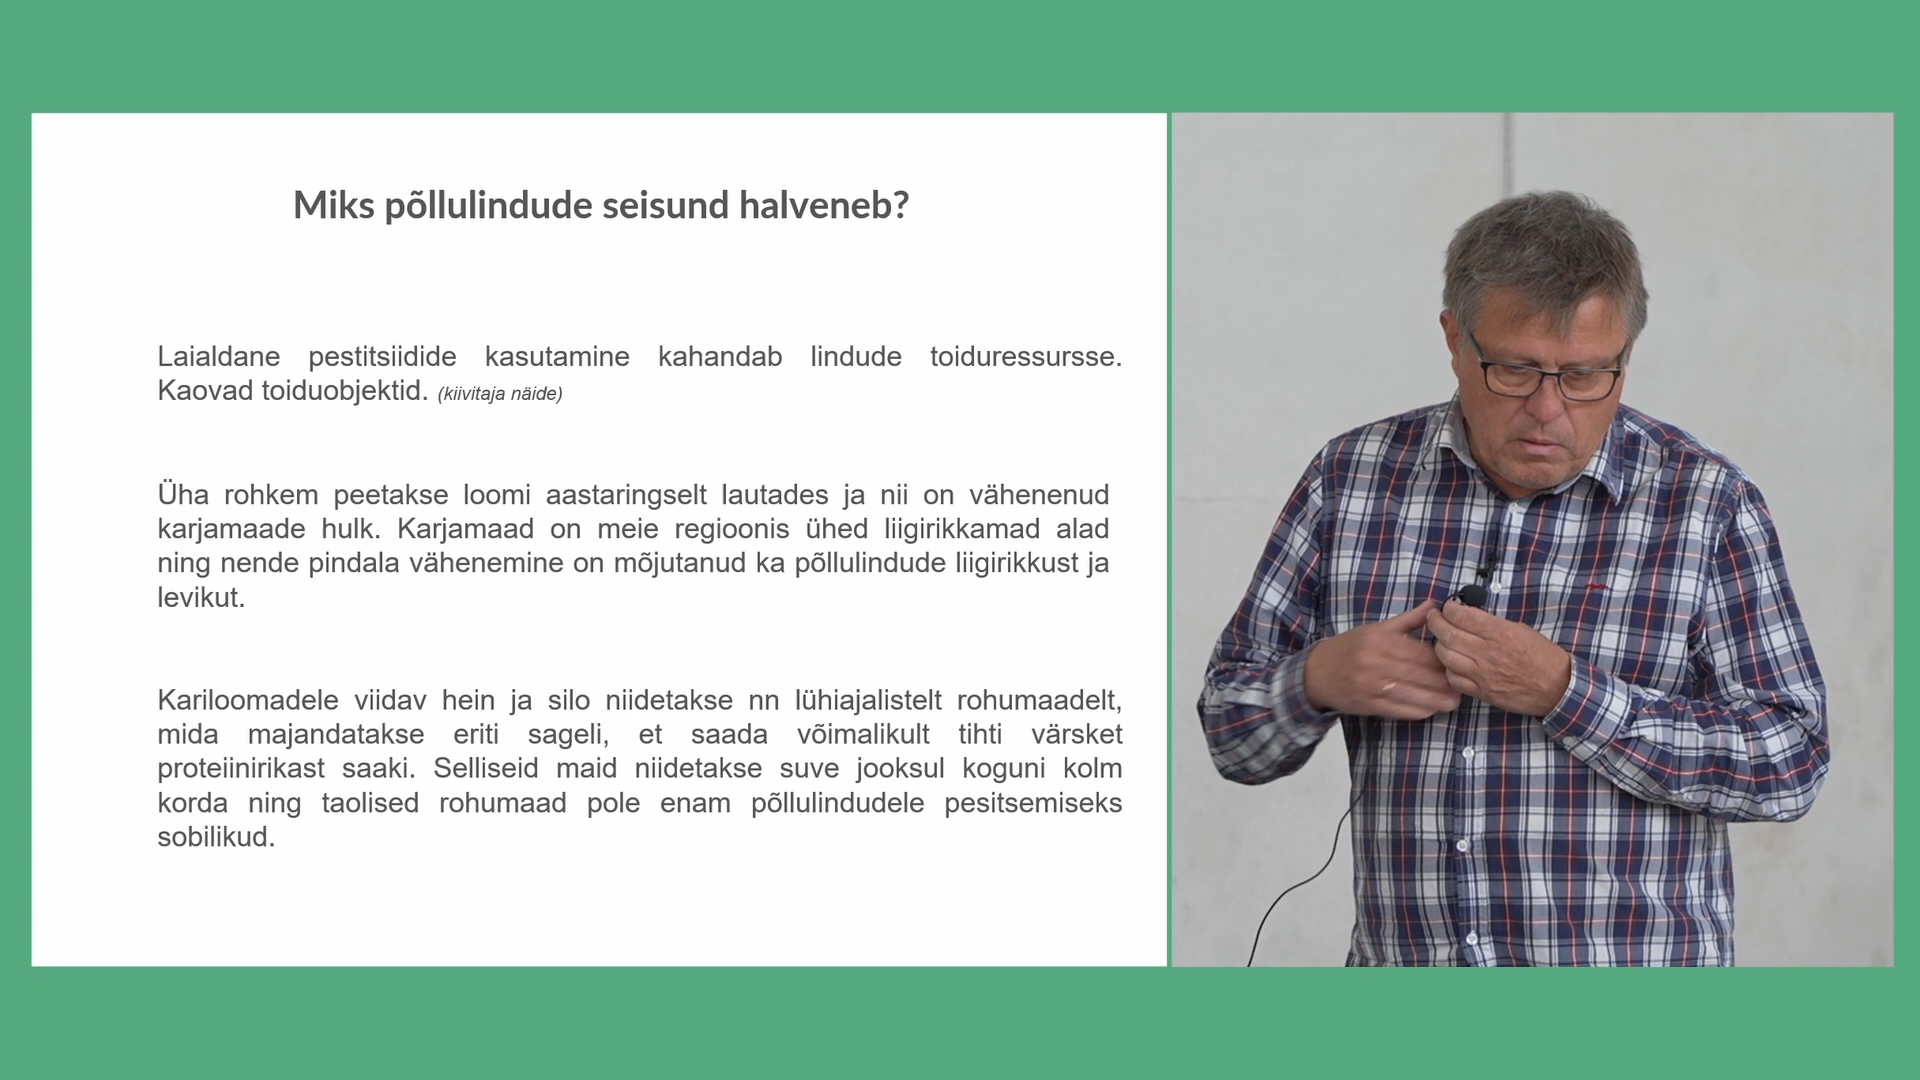 Miks põllulindude seisund halveneb?
Laialdane pestitsiidide kasutamine kahandab lindude toiduressursse.
Kaovad toiduobjektid. (kiivitaja näide)
Üha rohkem peetakse loomi aastaringselt lautades ja nii on vähenenud
karjamaade hulk. Karjamaad on meie regioonis ühed liigirikkamad alad
ning nende pindala vähenemine on mõjutanud ka põllulindude liigirikkust ja
levikut.
Kariloomadele viidav hein ja silo niidetakse nn lühiajalistelt rohumaadelt,
mida majandatakse eriti sageli, et saada võimalikult tihti värsket
proteiinirikast saaki. Selliseid maid niidetakse suve jooksul koguni kolm
korda ning taolised rohumaad pole enam põllulindudele pesitsemiseks
sobilikud.